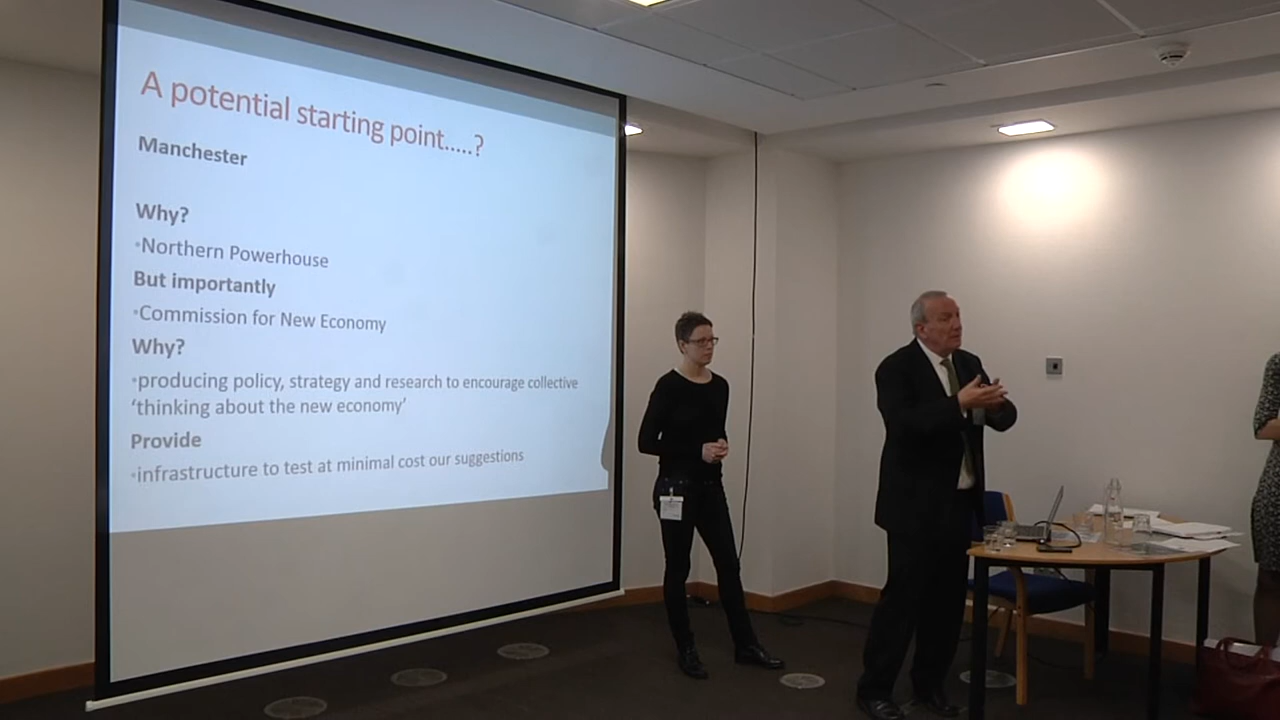 A potential starting point.....?
Manchester
Why?
•Northern Powerhouse
But importantly
•Commission for New Economy
Why?
•producing policy, strategy and research to encourage collective
‘thinking about the new economy’
Provide
•infrastructure to test at minimal cost our suggestions